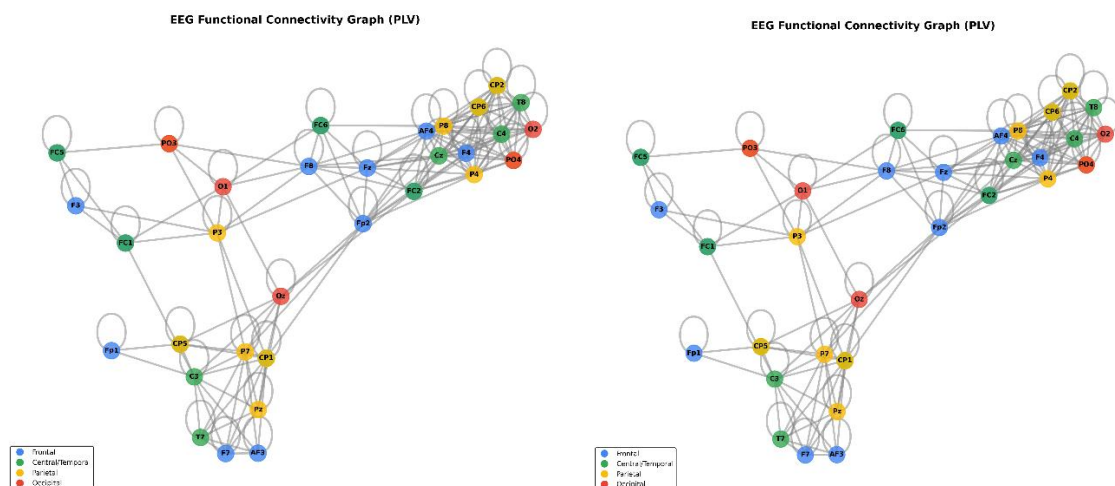 EEG Functional Connectivity Graph (PLV)
CP2
CP6
T8
FC6
AF4
P8
C4
O2
PO3
Cz
F4
PO4
FC5
F8
Fz
P4
O1
FC2
F3
Fp2
P3
FC1
Oz
CP5
P7
Fp1
CP1
C3
Pz
T7
F7
AF3
Frontal
Central/Tempora
Parietal
Occipital
EEG Functional Connectivity Graph (PLV)
CP2
CP6
T8
FC6
AF4
P8
C4
O2
PO3
Cz
F4
PO4
FC5
F8
Fz
P4
O1
FC2
F3
Fp2
P3
FC1
Oz
CP5
P7
Fp1
CP1
C3
Pz
T7
F7
AF3
Frontal
Central/Temporal
Parietal
Occipital